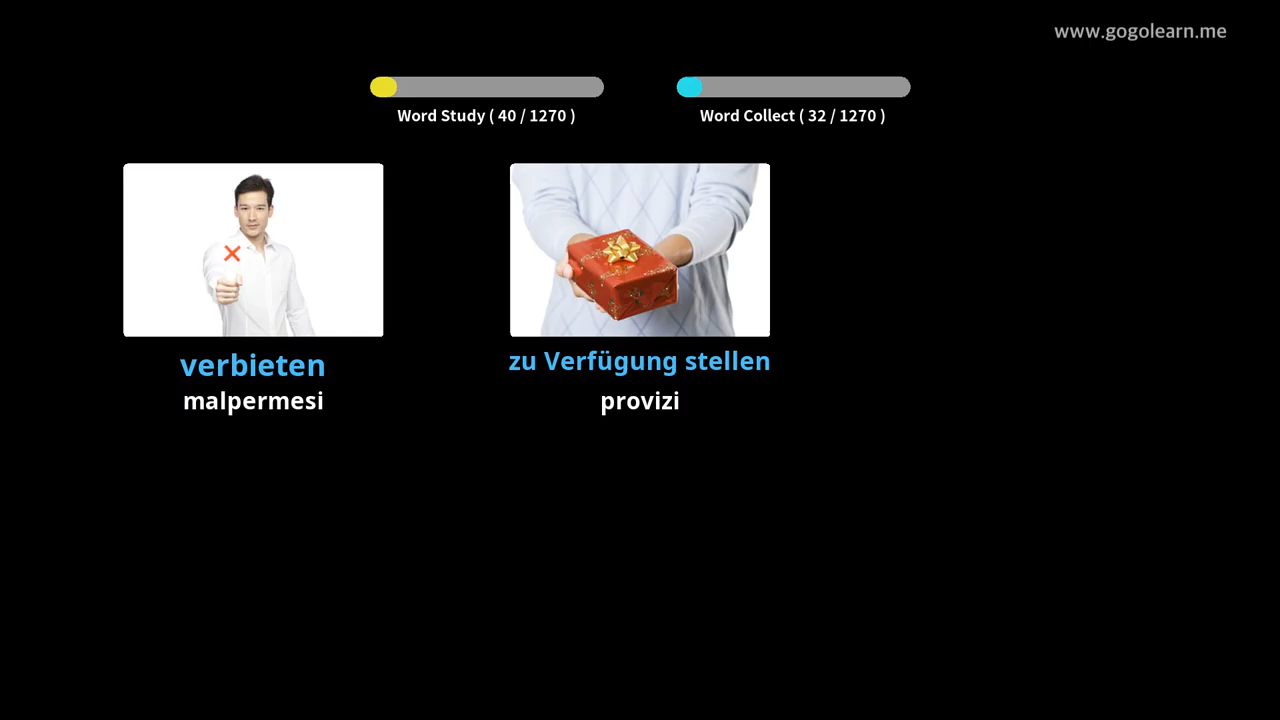 www.gogolearn.me
Word Study ( 40 / 1270 )
Word Collect ( 32 / 1270 )
verbieten
malpermesi
zu Verfügung stellen
provizi